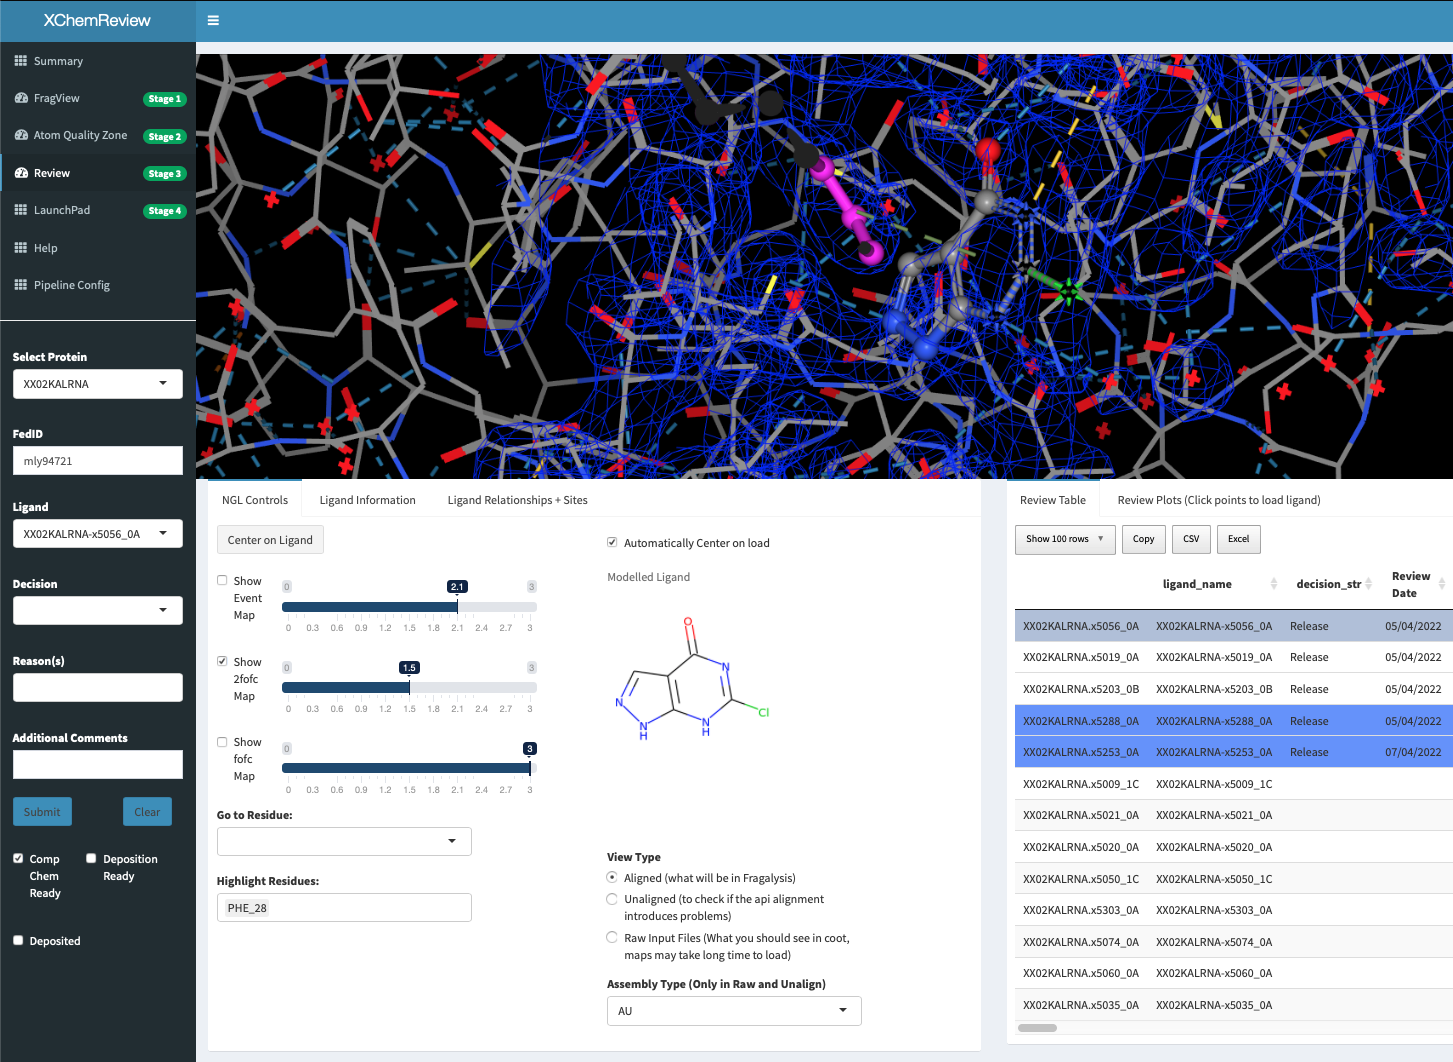 XChemReview
Summary
FragView Stage 1
Atom Quality Zone Stage 2
Review Stage 3
LaunchPad Stage 4
Help
Pipeline Config
Select Protein
XX02KALRNA
FedID
mly94721
Ligand
XX02KALRNA-x5056_0A
Decision
Reason(s)
Additional Comments
Submit Clear
Comp
Chem
Ready
Deposition
Ready
Deposited
NGL Controls Ligand Information Ligand Relationships + Sites
Center on Ligand
Show
Event
Map
0 2.1 3
0 0.3 0.6 0.9 1.2 1.5 1.8 2.1 2.4 2.7 3
Show
2fofc
Map
0 1.5 3
0 0.3 0.6 0.9 1.2 1.5 1.8 2.1 2.4 2.7 3
Show
fofc
Map
0 3
0 0.3 0.6 0.9 1.2 1.5 1.8 2.1 2.4 2.7 3
Go to Residue:
Highlight Residues:
PHE_28
Automatically Center on load
Modelled Ligand
O
N
N
Cl
N
H
N
H
View Type
Aligned (what will be in Fragalysis)
Unaligned (to check if the api alignment
introduces problems)
Raw Input Files (What you should see in coot,
maps may take long time to load)
Assembly Type (Only in Raw and Unalign)
AU
Review Table Review Plots (Click points to load ligand)
Show 100 rows Copy CSV Excel
ligand_name decision_str Review
Date
XX02KALRNA.x5056_0A XX02KALRNA-x5056_0A Release 05/04/2022
XX02KALRNA.x5019_0A XX02KALRNA-x5019_0A Release 05/04/2022
XX02KALRNA.x5203_0B XX02KALRNA-x5203_0B Release 05/04/2022
XX02KALRNA.x5288_0A XX02KALRNA-x5288_0A Release 05/04/2022
XX02KALRNA.x5253_0A XX02KALRNA-x5253_0A Release 07/04/2022
XX02KALRNA.x5009_1C XX02KALRNA-x5009_1C
XX02KALRNA.x5021_0A XX02KALRNA-x5021_0A
XX02KALRNA.x5020_0A XX02KALRNA-x5020_0A
XX02KALRNA.x5050_1C XX02KALRNA-x5050_1C
XX02KALRNA.x5303_0A XX02KALRNA-x5303_0A
XX02KALRNA.x5074_0A XX02KALRNA-x5074_0A
XX02KALRNA.x5060_0A XX02KALRNA-x5060_0A
XX02KALRNA.x5035_0A XX02KALRNA-x5035_0A